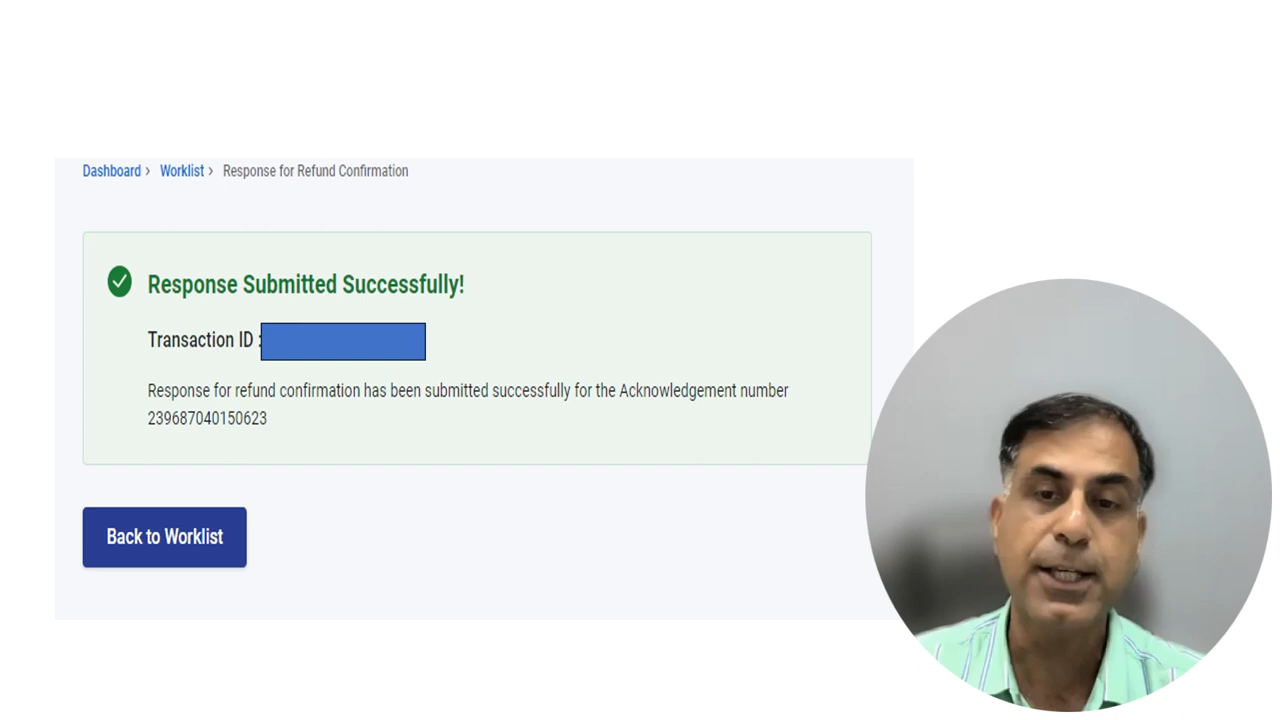 Dashboard > Worklist > Response for Refund Confirmation
Response Submitted Successfully!
Transaction ID :
Response for refund confirmation has been submitted successfully for the Acknowledgement number
239687040150623
Back to Worklist